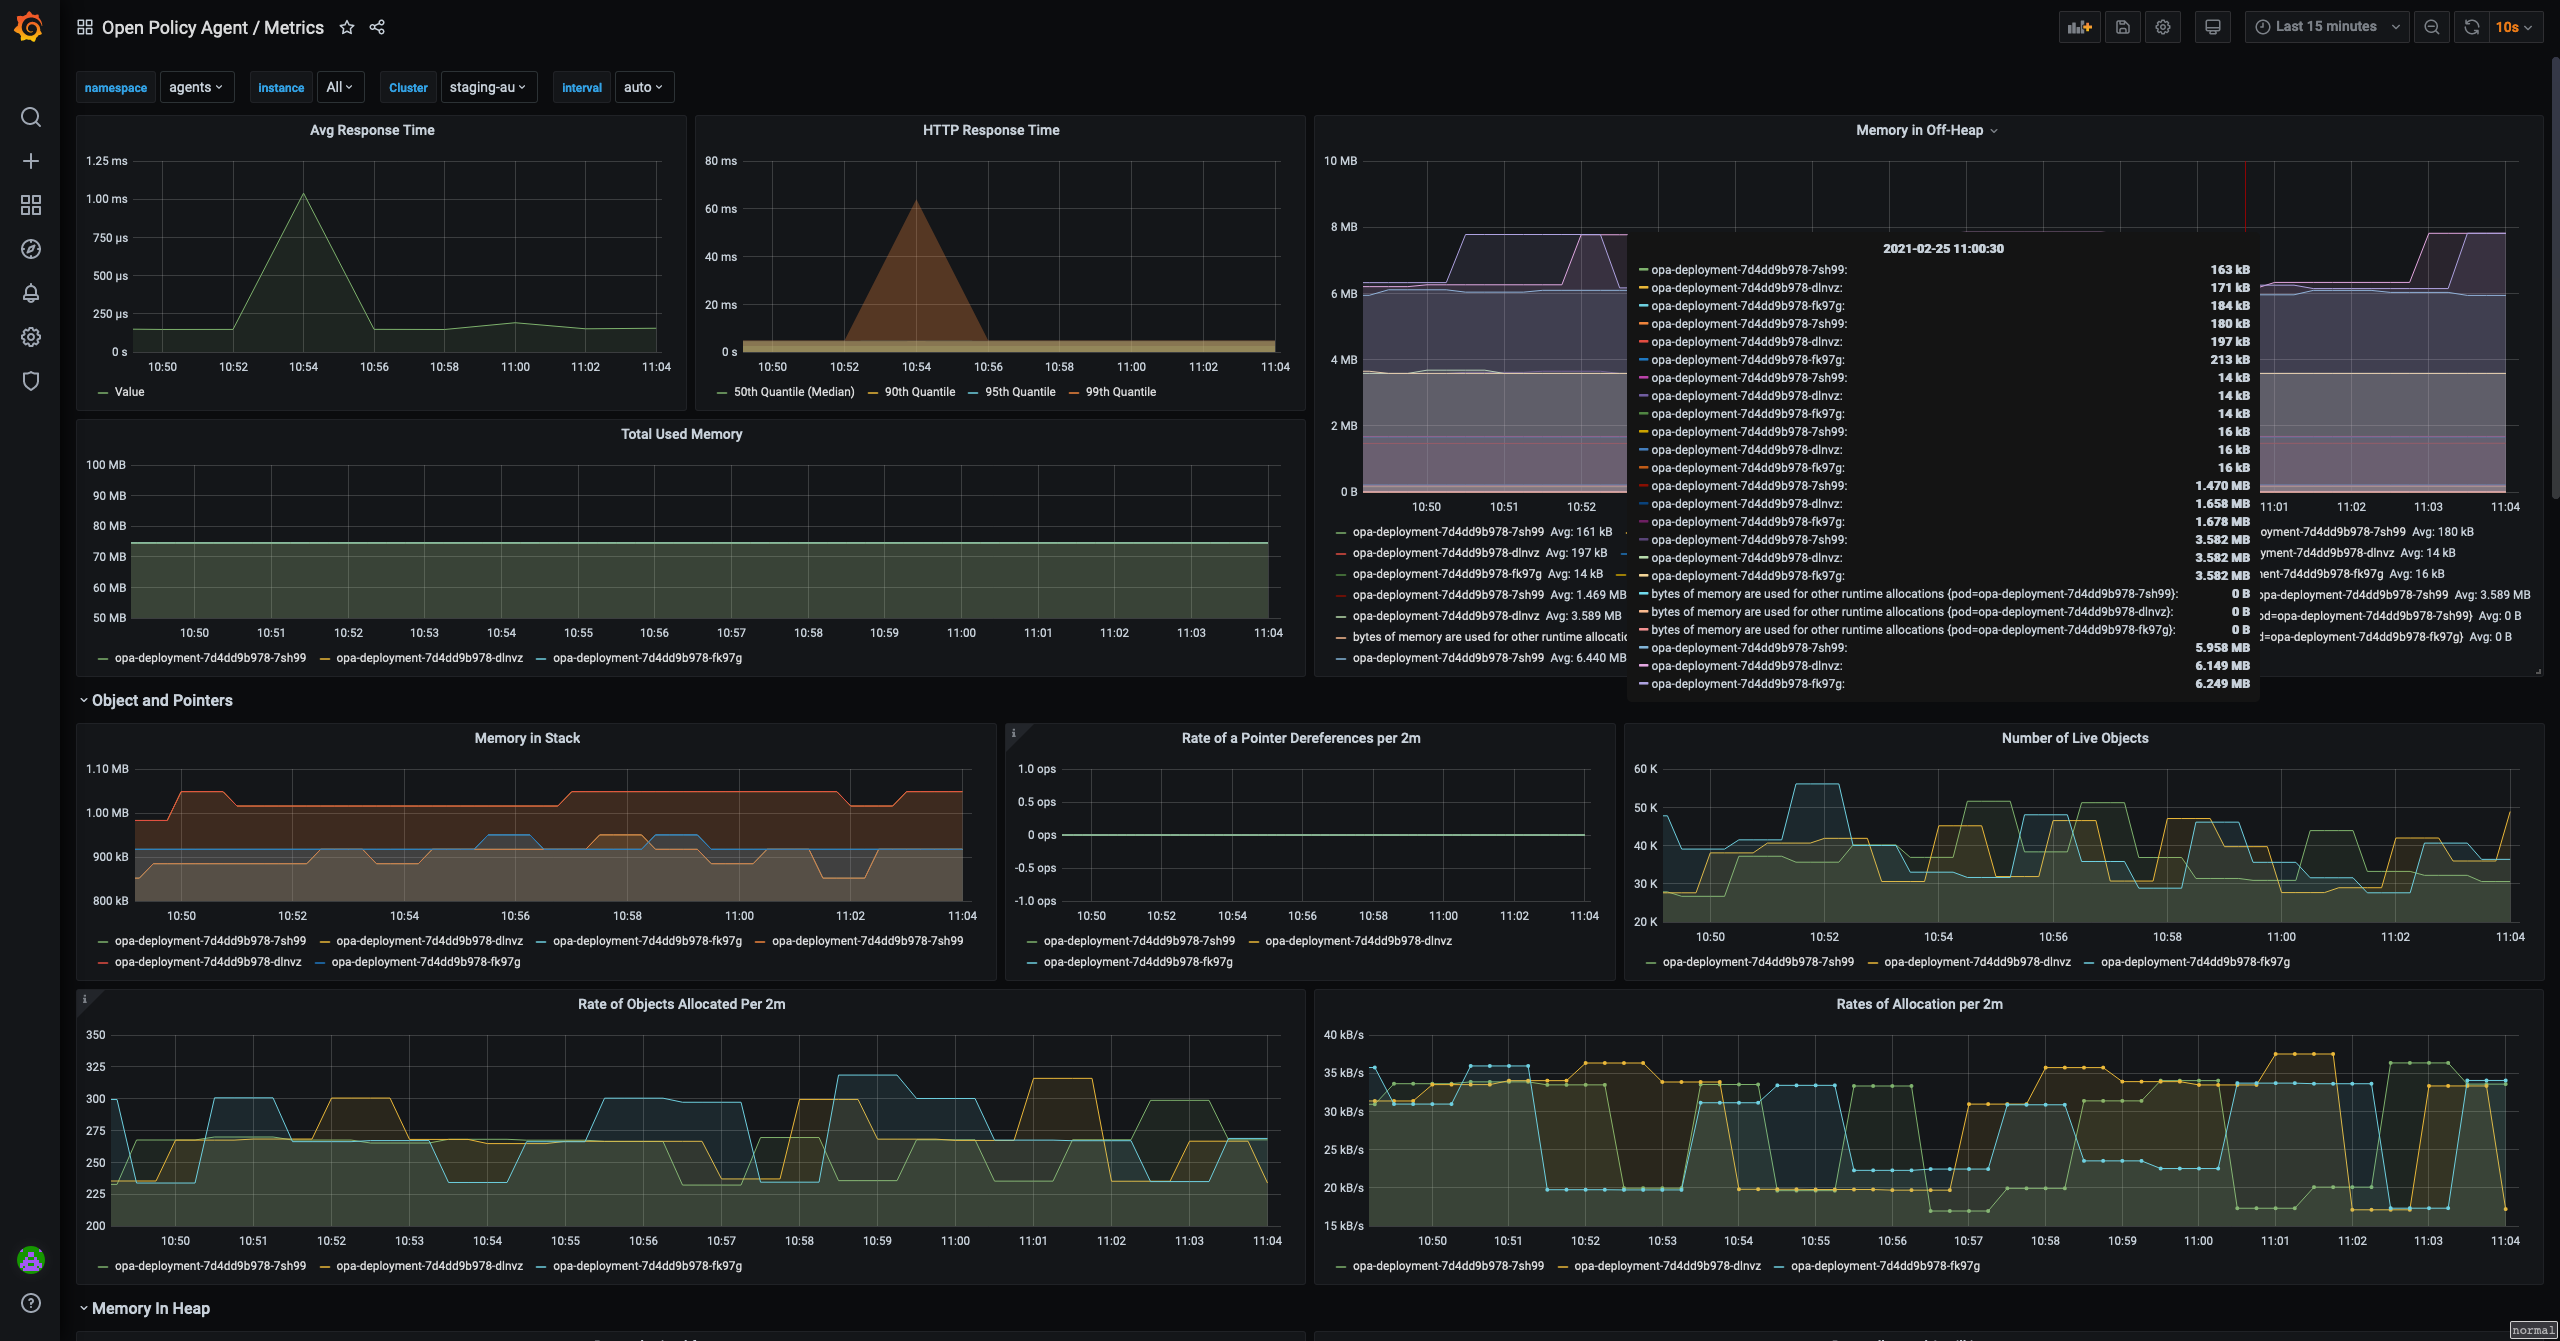 Open Policy Agent / Metrics
Last 15 minutes
10s
namespace agents instance All Cluster staging-au interval auto
Avg Response Time
1.25 ms
1.00 ms
750 µs
500 µs
250 µs
0 s
10:50 10:52 10:54 10:56 10:58 11:00 11:02 11:04
Value
HTTP Response Time
80 ms
60 ms
40 ms
20 ms
0 s
10:50 10:52 10:54 10:56 10:58 11:00 11:02 11:04
50th Quantile (Median) 90th Quantile 95th Quantile 99th Quantile
Memory in Off-Heap
10 MB
8 MB
6 MB
4 MB
2 MB
0 B
10:50 10:51 10:52 11:01 11:02 11:03 11:04
opa-deployment-7d4dd9b978-7sh99 Avg: 161 kB oyment-7d4dd9b978-7sh99 Avg: 180 kB
opa-deployment-7d4dd9b978-dlnvz Avg: 197 kB yment-7d4dd9b978-dlnvz Avg: 14 kB
opa-deployment-7d4dd9b978-fk97g Avg: 14 kB ent-7d4dd9b978-fk97g Avg: 16 kB
opa-deployment-7d4dd9b978-7sh99 Avg: 1.469 MB opa-deployment-7d4dd9b978-7sh99 Avg: 3.589 MB
opa-deployment-7d4dd9b978-dlnvz Avg: 3.589 MB od=opa-deployment-7d4dd9b978-7sh99} Avg: 0 B
bytes of memory are used for other runtime allocatio d=opa-deployment-7d4dd9b978-fk97g} Avg: 0 B
opa-deployment-7d4dd9b978-7sh99 Avg: 6.440 MB
2021-02-25 11:00:30
opa-deployment-7d4dd9b978-7sh99: 163 kB
opa-deployment-7d4dd9b978-dlnvz: 171 kB
opa-deployment-7d4dd9b978-fk97g: 184 kB
opa-deployment-7d4dd9b978-7sh99: 180 kB
opa-deployment-7d4dd9b978-dlnvz: 197 kB
opa-deployment-7d4dd9b978-fk97g: 213 kB
opa-deployment-7d4dd9b978-7sh99: 14 kB
opa-deployment-7d4dd9b978-dlnvz: 14 kB
opa-deployment-7d4dd9b978-fk97g: 14 kB
opa-deployment-7d4dd9b978-7sh99: 16 kB
opa-deployment-7d4dd9b978-dlnvz: 16 kB
opa-deployment-7d4dd9b978-fk97g: 16 kB
opa-deployment-7d4dd9b978-7sh99: 1.470 MB
opa-deployment-7d4dd9b978-dlnvz: 1.658 MB
opa-deployment-7d4dd9b978-fk97g: 1.678 MB
opa-deployment-7d4dd9b978-7sh99: 3.582 MB
opa-deployment-7d4dd9b978-dlnvz: 3.582 MB
opa-deployment-7d4dd9b978-fk97g: 3.582 MB
bytes of memory are used for other runtime allocations {pod=opa-deployment-7d4dd9b978-7sh99}: 0 B
bytes of memory are used for other runtime allocations {pod=opa-deployment-7d4dd9b978-dlnvz}: 0 B
bytes of memory are used for other runtime allocations {pod=opa-deployment-7d4dd9b978-fk97g}: 0 B
opa-deployment-7d4dd9b978-7sh99: 5.958 MB
opa-deployment-7d4dd9b978-dlnvz: 6.149 MB
opa-deployment-7d4dd9b978-fk97g: 6.249 MB
Total Used Memory
100 MB
90 MB
80 MB
70 MB
60 MB
50 MB
10:50 10:51 10:52 10:53 10:54 10:55 10:56 10:57 10:58 10:59 11:00 11:01 11:02 11:03 11:04
opa-deployment-7d4dd9b978-7sh99 opa-deployment-7d4dd9b978-dlnvz opa-deployment-7d4dd9b978-fk97g
Object and Pointers
Memory in Stack
1.10 MB
1.00 MB
900 kB
800 kB
10:50 10:52 10:54 10:56 10:58 11:00 11:02 11:04
opa-deployment-7d4dd9b978-7sh99 opa-deployment-7d4dd9b978-dlnvz opa-deployment-7d4dd9b978-fk97g opa-deployment-7d4dd9b978-7sh99
opa-deployment-7d4dd9b978-dlnvz opa-deployment-7d4dd9b978-fk97g
Rate of a Pointer Dereferences per 2m
1.0 ops
0.5 ops
0 ops
-0.5 ops
-1.0 ops
10:50 10:52 10:54 10:56 10:58 11:00 11:02 11:04
opa-deployment-7d4dd9b978-7sh99 opa-deployment-7d4dd9b978-dlnvz
opa-deployment-7d4dd9b978-fk97g
Number of Live Objects
60 K
50 K
40 K
30 K
20 K
10:50 10:52 10:54 10:56 10:58 11:00 11:02 11:04
opa-deployment-7d4dd9b978-7sh99 opa-deployment-7d4dd9b978-dlnvz opa-deployment-7d4dd9b978-fk97g
Rate of Objects Allocated Per 2m
350
325
300
275
250
225
200
10:50 10:51 10:52 10:53 10:54 10:55 10:56 10:57 10:58 10:59 11:00 11:01 11:02 11:03 11:04
opa-deployment-7d4dd9b978-7sh99 opa-deployment-7d4dd9b978-dlnvz opa-deployment-7d4dd9b978-fk97g
Rates of Allocation per 2m
40 kB/s
35 kB/s
30 kB/s
25 kB/s
20 kB/s
15 kB/s
10:50 10:51 10:52 10:53 10:54 10:55 10:56 10:57 10:58 10:59 11:00 11:01 11:02 11:03 11:04
opa-deployment-7d4dd9b978-7sh99 opa-deployment-7d4dd9b978-dlnvz opa-deployment-7d4dd9b978-fk97g
Memory In Heap
normal